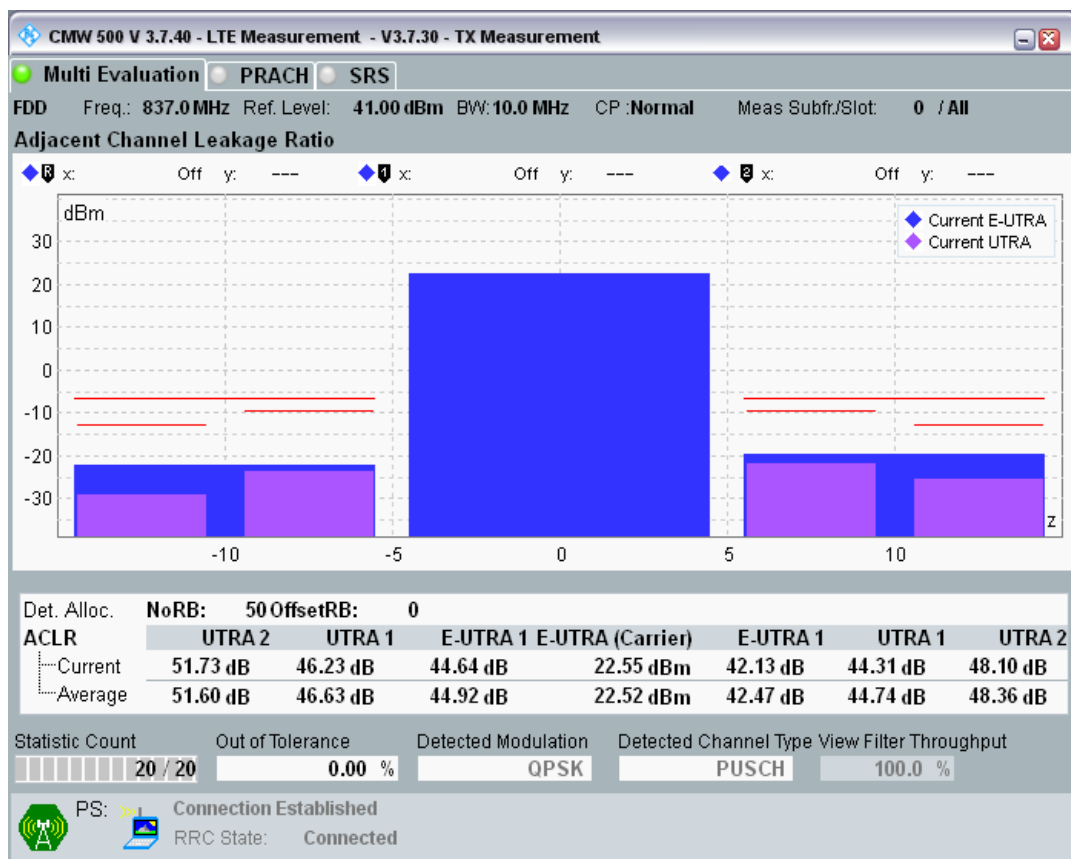 CMW 500 V 3.7.40 - LTE Measurement - V3.7.30 - TX Measurement
Multi Evaluation PRACH SRS
FDD Freq.: 837.0 MHz Ref. Level: 41.00 dBm BW: 10.0 MHz CP :Normal Meas Subfr./Slot: 0 / All
Adjacent Channel Leakage Ratio
R x: Off y: --- 1 x: Off y: --- 2 x: Off y: ---
dBm
Current E-UTRA
Current UTRA
30
20
10
0
-10
-20
-30
z
-10 -5 0 5 10
Det. Alloc. NoRB: 50 OffsetRB: 0
ACLR UTRA 2 UTRA 1 E-UTRA 1 E-UTRA (Carrier) E-UTRA 1 UTRA 1 UTRA 2
Current 51.73 dB 46.23 dB 44.64 dB 22.55 dBm 42.13 dB 44.31 dB 48.10 dB
Average 51.60 dB 46.63 dB 44.92 dB 22.52 dBm 42.47 dB 44.74 dB 48.36 dB
Statistic Count Out of Tolerance Detected Modulation Detected Channel Type View Filter Throughput
20 / 20 0.00 % QPSK PUSCH 100.0 %
PS: Connection Established
RRC State: Connected